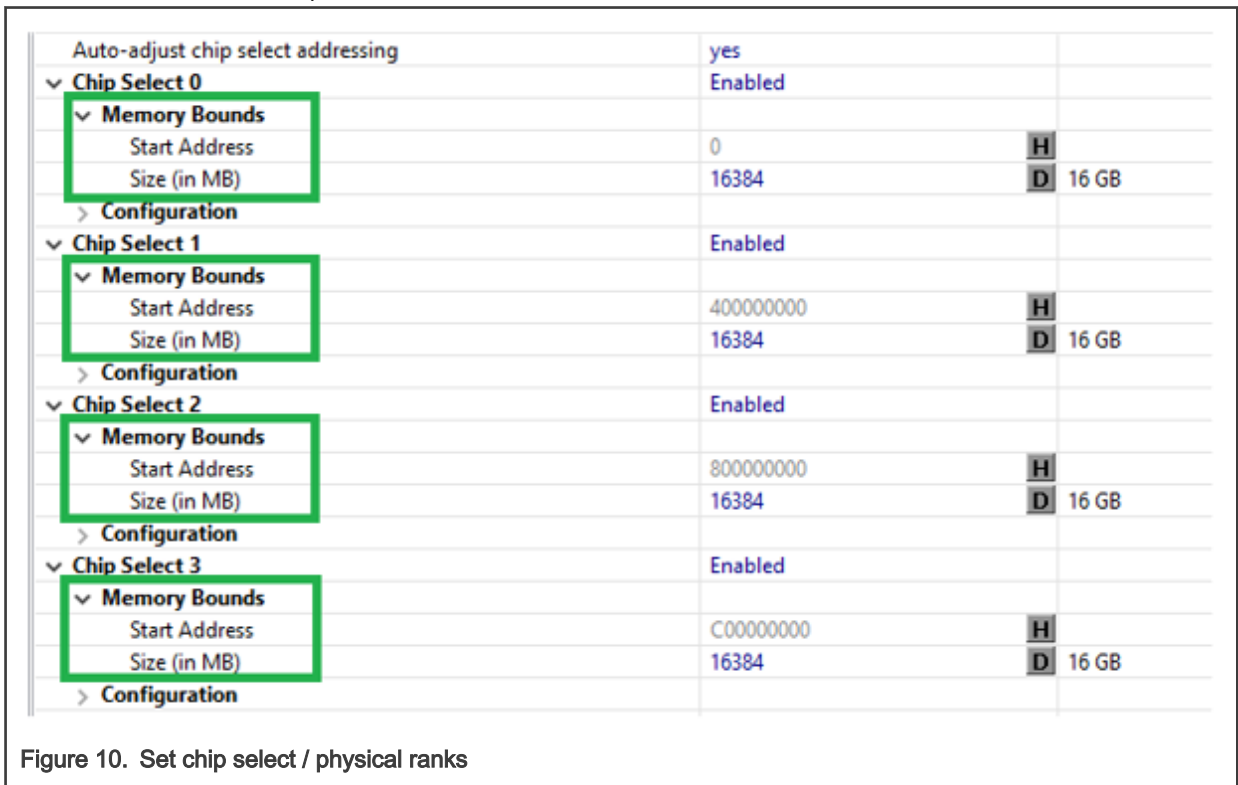 Auto-adjust chip select addressing yes
Chip Select 0 Enabled
Memory Bounds
Start Address 0 H
Size (in MB) 16384 D 16 GB
Configuration
Chip Select 1 Enabled
Memory Bounds
Start Address 400000000 H
Size (in MB) 16384 D 16 GB
Configuration
Chip Select 2 Enabled
Memory Bounds
Start Address 800000000 H
Size (in MB) 16384 D 16 GB
Configuration
Chip Select 3 Enabled
Memory Bounds
Start Address C00000000 H
Size (in MB) 16384 D 16 GB
Configuration
Figure 10. Set chip select / physical ranks